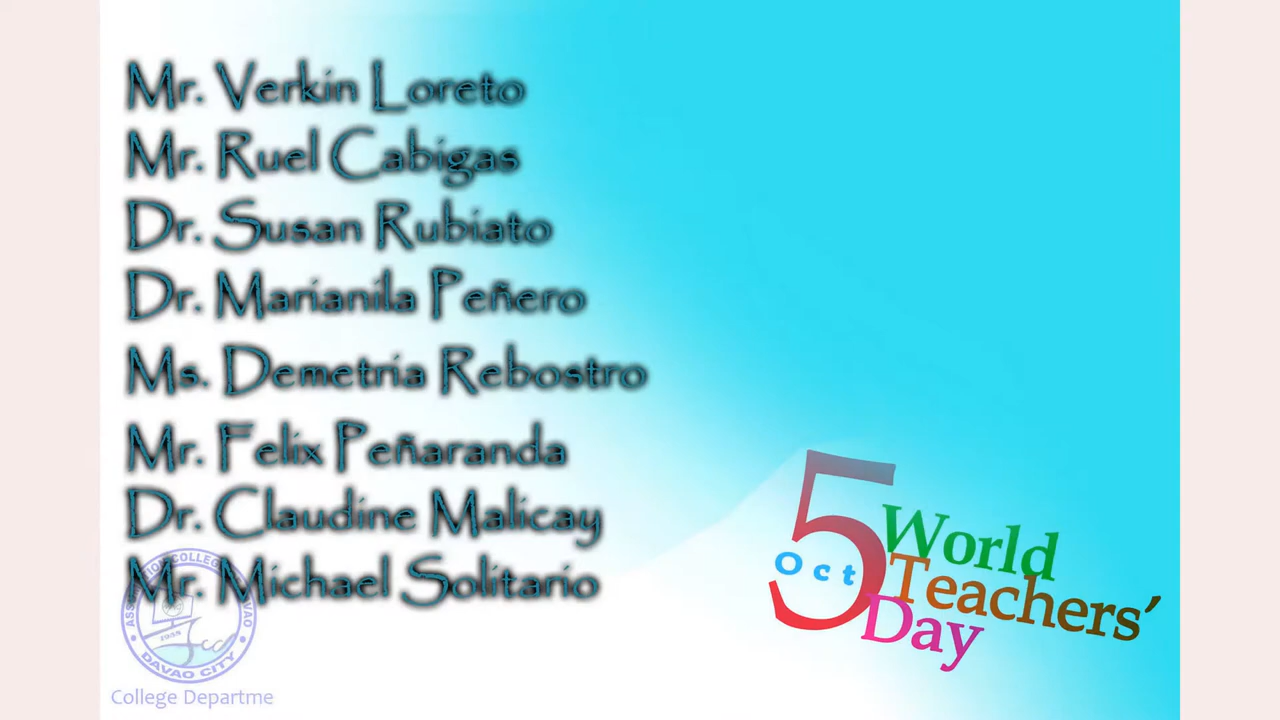 Mr. Verkin Loreto
Mr. Ruel Cabigas
Dr. Susan Rubiato
Dr. Marianila Peñero
Ms. Demetria Rebostro
Mr. Felix Peñaranda
Dr. Claudine Malicay
Mr. Michael Solitario
5
Oct
World
Teachers’
Day
DAVAO CITY
College Departme